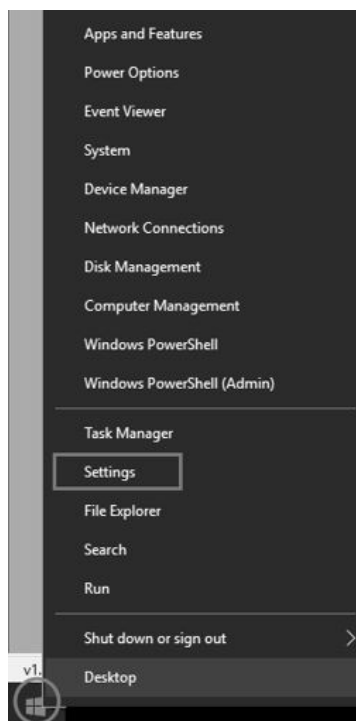 Apps and Features
Power Options
Event Viewer
System
Device Manager
Network Connections
Disk Management
Computer Management
Windows PowerShell
Windows PowerShell (Admin)
Task Manager
Settings
File Explorer
Search
Run
Shut down or sign out
v1.
Desktop